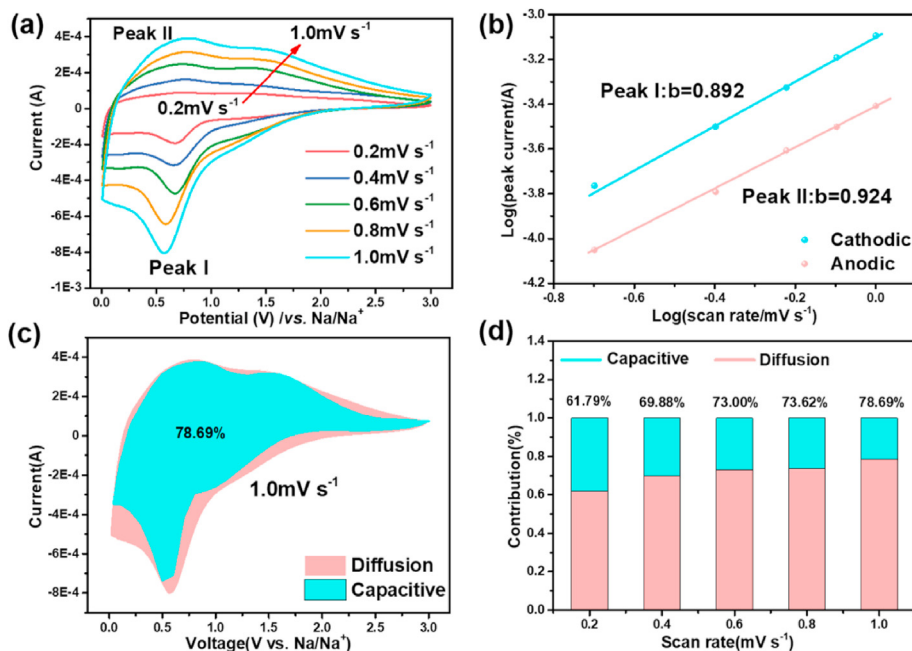 (a)
Peak II
1.0mV s-1
0.2mV s-1
Peak I
0.2mV s-1
0.4mV s-1
0.6mV s-1
0.8mV s-1
1.0mV s-1
4E-4
2E-4
0
-2E-4
-4E-4
-6E-4
-8E-4
-1E-3
Current (A)
0.0 0.5 1.0 1.5 2.0 2.5 3.0
Potential (V) /vs. Na/Na+
(b)
Peak I:b=0.892
Peak II:b=0.924
Cathodic
Anodic
-3.0
-3.4
-3.8
-4.0
-4.2
Log(peak current/A)
-0.8 -0.6 -0.4 -0.2 0.0
Log(scan rate/mV s-1)
(c)
78.69%
1.0mV s-1
Diffusion
Capacitive
4E-4
2E-4
0
-2E-4
-4E-4
-6E-4
-8E-4
Current(A)
0.0 0.5 1.0 1.5 2.0 2.5 3.0
Voltage(V vs. Na/Na+)
(d)
Capacitive Diffusion
61.79% 69.88% 73.00% 73.62% 78.69%
1.4
1.2
1.0
0.8
0.6
0.4
0.2
0.0
Contribution(%)
0.2 0.4 0.6 0.8 1.0
Scan rate(mV s-1)